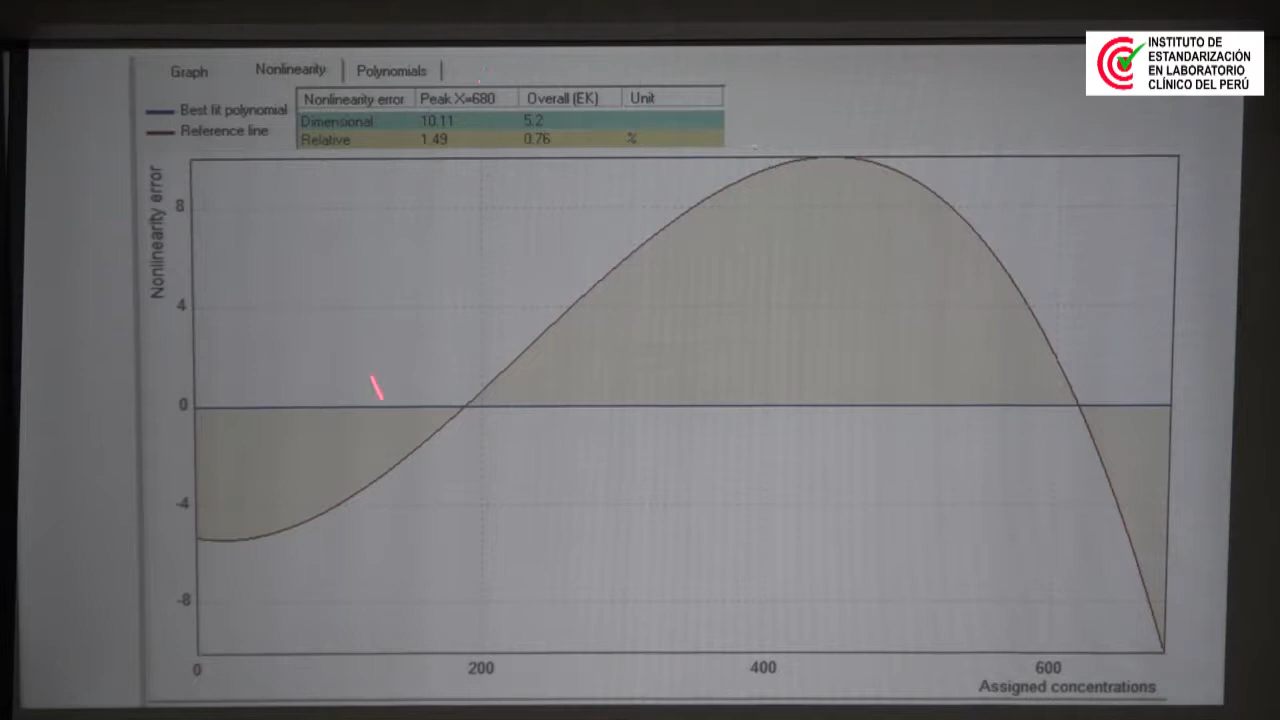 INSTITUTO DE
ESTANDARIZACIÓN
EN LABORATORIO
CLÍNICO DEL PERÚ
Graph Nonlinearity Polynomials
Best fit polynomial
Reference line
Nonlinearity error Peak X=680 Overall (EK) Unit
Dimensional 10.11 5.2
Relative 1.49 0.76 %
Nonlinearity error
8
4
0
-4
-8
0 200 400 600
Assigned concentrations